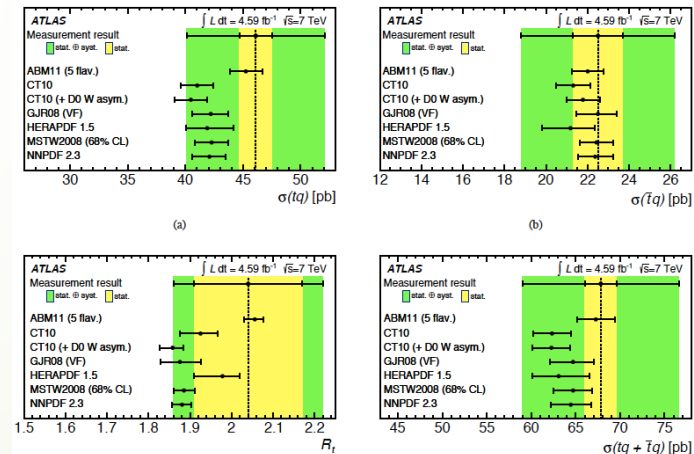 ATLAS ∫ L dt = 4.59 fb⁻¹ √s=7 TeV
Measurement result
stat. ⊕ syst. stat.
ABM11 (5 flav.)
CT10
CT10 (+ D0 W asym.)
GJR08 (VF)
HERAPDF 1.5
MSTW2008 (68% CL)
NNPDF 2.3
30 35 40 45 50
σ(tq) [pb]
(a)
ATLAS ∫ L dt = 4.59 fb⁻¹ √s=7 TeV
Measurement result
stat. ⊕ syst. stat.
ABM11 (5 flav.)
CT10
CT10 (+ D0 W asym.)
GJR08 (VF)
HERAPDF 1.5
MSTW2008 (68% CL)
NNPDF 2.3
12 14 16 18 20 22 24 26
σ(t̄q) [pb]
(b)
ATLAS ∫ L dt = 4.59 fb⁻¹ √s=7 TeV
Measurement result
stat. ⊕ syst. stat.
ABM11 (5 flav.)
CT10
CT10 (+ D0 W asym.)
GJR08 (VF)
HERAPDF 1.5
MSTW2008 (68% CL)
NNPDF 2.3
1.5 1.6 1.7 1.8 1.9 2 2.1 2.2
Rₜ
ATLAS ∫ L dt = 4.59 fb⁻¹ √s=7 TeV
Measurement result
stat. ⊕ syst. stat.
ABM11 (5 flav.)
CT10
CT10 (+ D0 W asym.)
GJR08 (VF)
HERAPDF 1.5
MSTW2008 (68% CL)
NNPDF 2.3
45 50 55 60 65 70 75
σ(tq + t̄q) [pb]